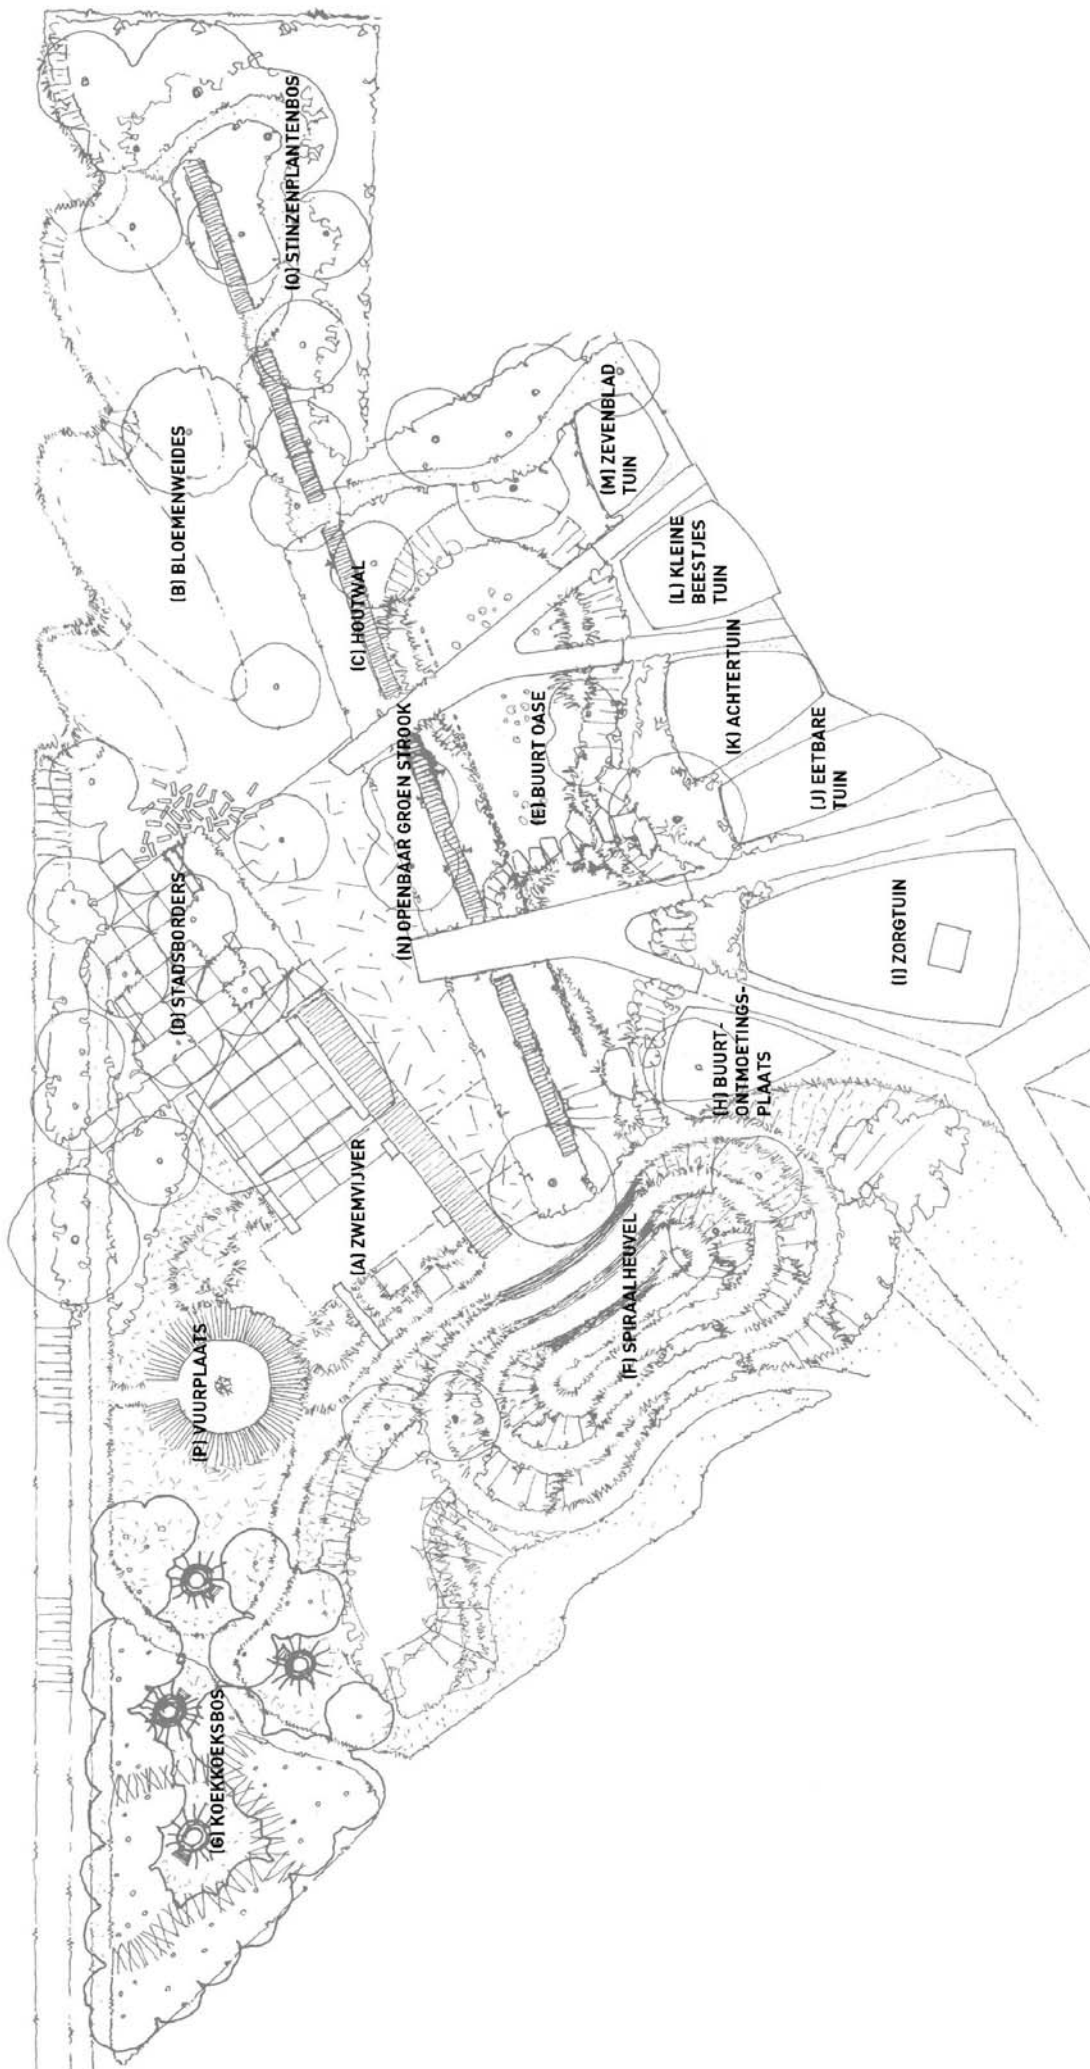 (O) STINZENPLANTENBOS
(B) BLOEMENWEIDES
(M) ZEVENBLAD
TUIN
(L) KLEINE
BEESTJES
TUIN
(C) HOUTWAL
(K) ACHTERTUIN
(J) EETBARE
TUIN
(E) BUURT OASE
(N) OPENBAAR GROEN STROOK
(D) STADSBORDERS
(I) ZORGTUIN
(H) BUURT-
ONTMOETINGS-
PLAATS
(A) ZWEMVIJVER
(F) SPIRAALHEUVEL
(P) VUURPLAATS
(G) KOEKKOEKSBOS